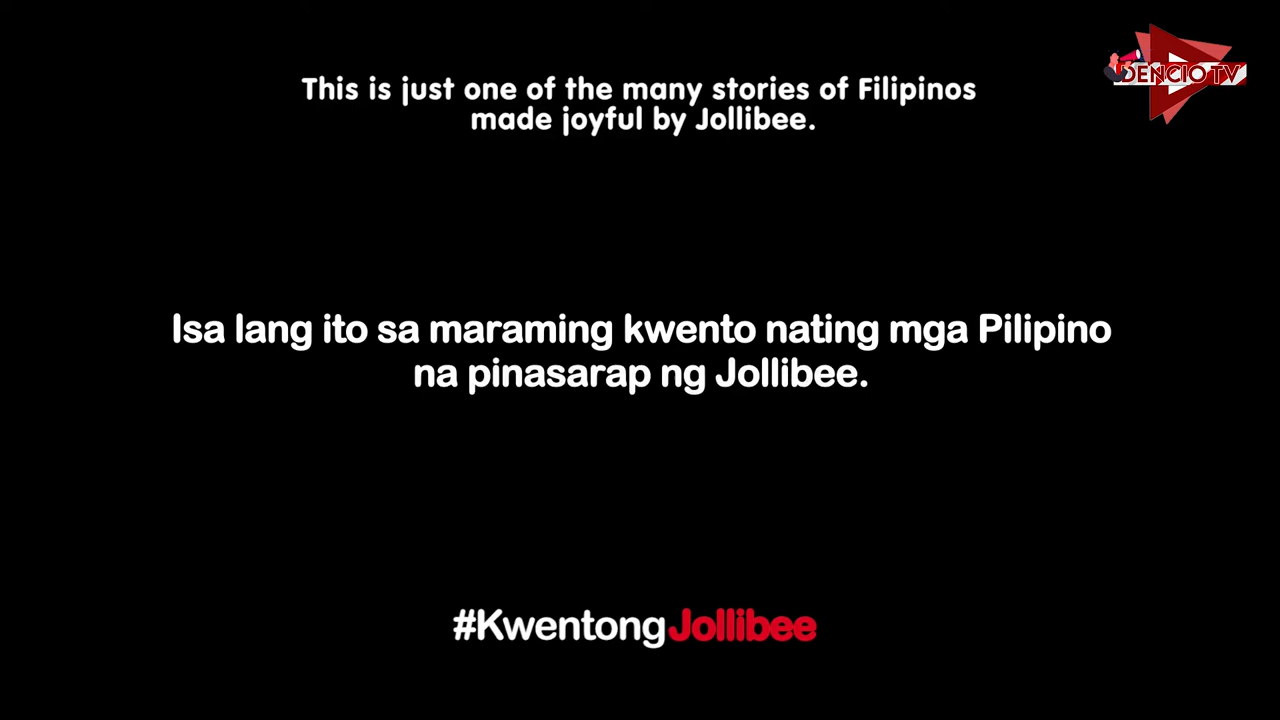 This is just one of the many stories of Filipinos
made joyful by Jollibee.
DENCIO TV
Isa lang ito sa maraming kwento nating mga Pilipino
na pinasarap ng Jollibee.
#KwentongJollibee